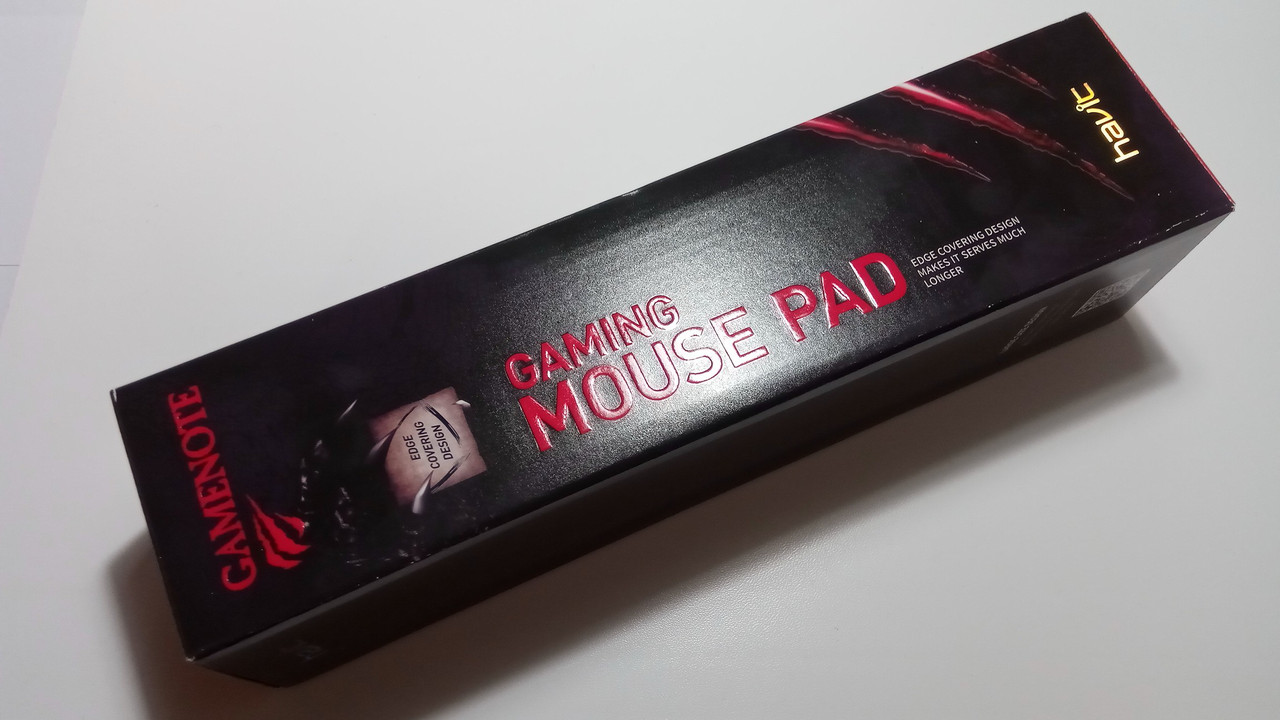 havit
GAMING
MOUSE PAD
EDGE COVERING DESIGN
MAKES IT SERVES MUCH
LONGER
EDGE
COVERING
DESIGN
GAMENOTE